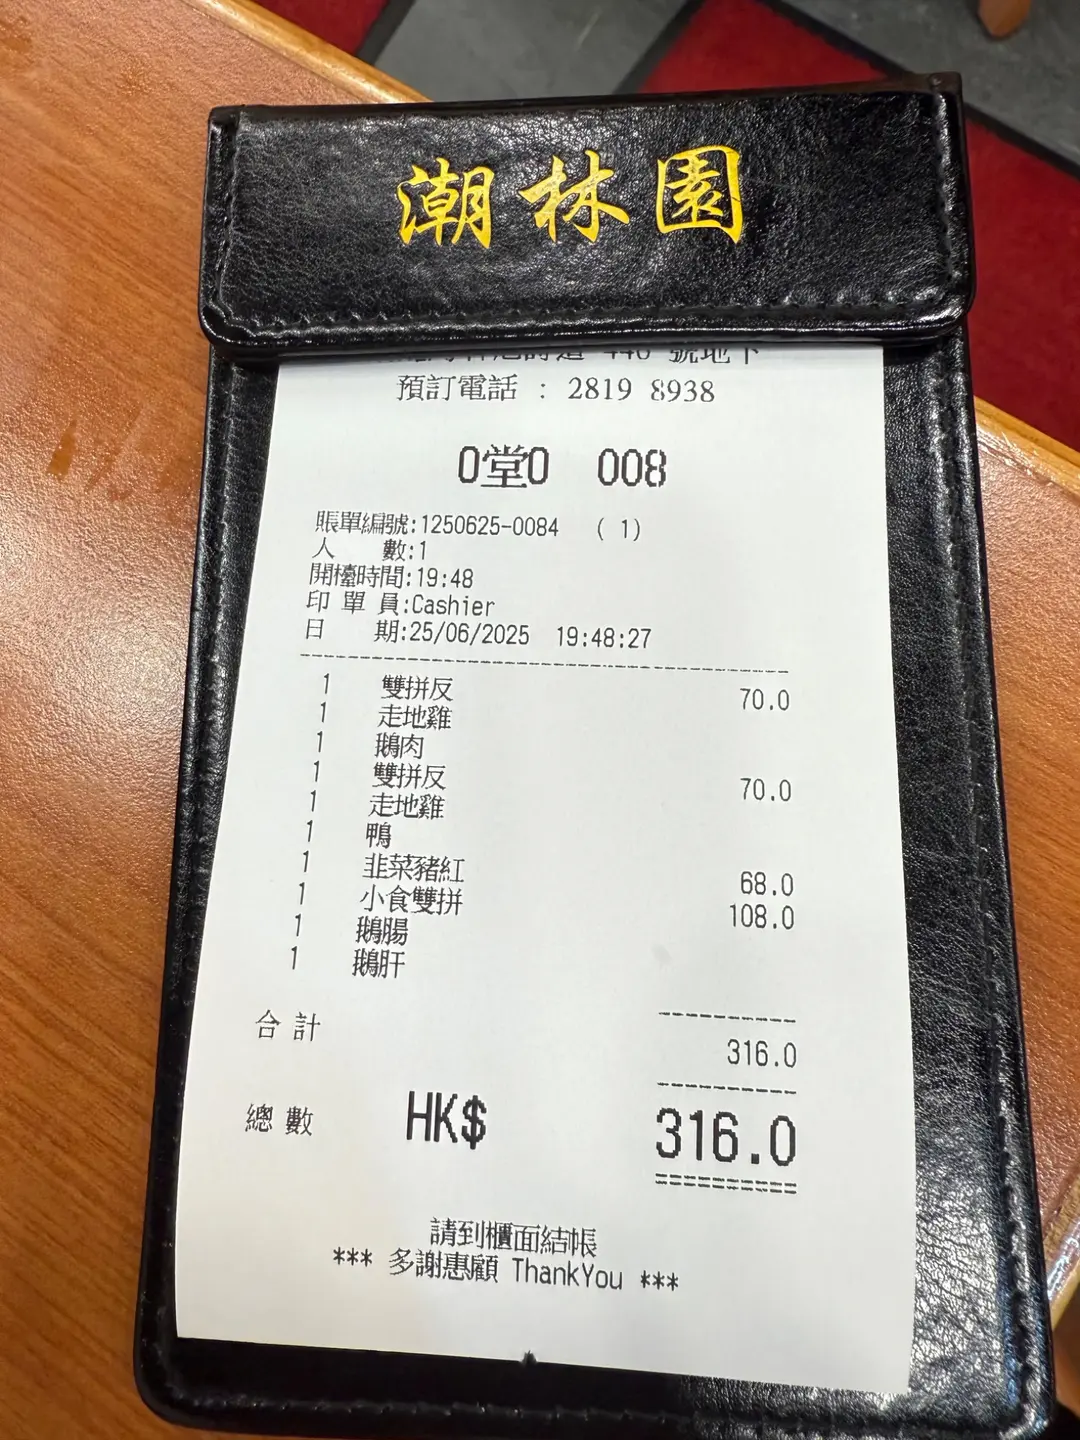 潮林園
號地下
預訂電話 : 2819 8938
0堂0 008
賬單編號:1250625-0084 ( 1)
人 數:1
開檯時間:19:48
印 單 員:Cashier
日 期:25/06/2025 19:48:27
1 雙拼反 70.0
1 走地雞
1 鵝肉
1 雙拼反 70.0
1 走地雞
1 鴨
1 韭菜豬紅 68.0
1 小食雙拼 108.0
1 鵝腸
1 鵝肝
合 計 316.0
總 數 HK$ 316.0
請到櫃面結帳
*** 多謝惠顧 ThankYou ***